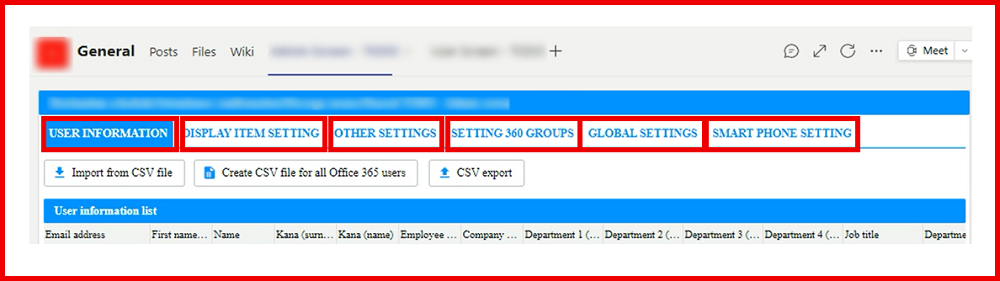 General Posts Files Wiki Meet
USER INFORMATION DISPLAY ITEM SETTING OTHER SETTINGS SETTING 360 GROUPS GLOBAL SETTINGS SMART PHONE SETTING
Import from CSV file Create CSV file for all Office 365 users CSV export
User information list
Email address First name... Name Kana (surn... Kana (name) Employee ... Company ... Department 1 (... Department 2 (... Department 3 (... Department 4 (... Job title Departme